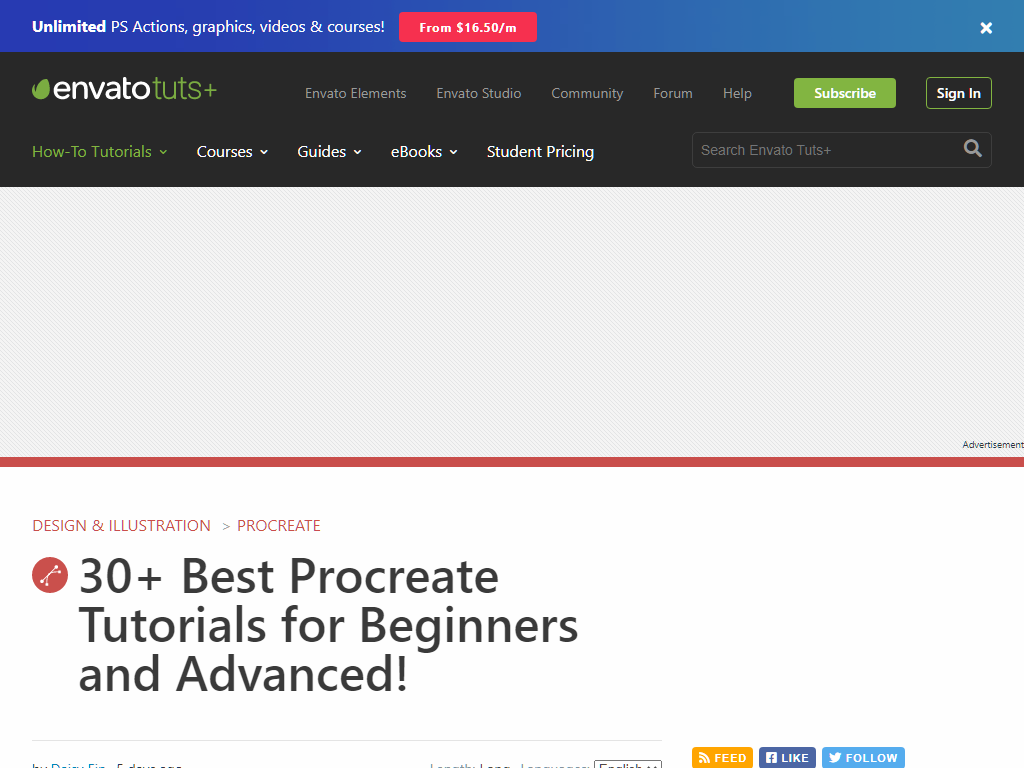 Unlimited PS Actions, graphics, videos & courses! From $16.50/m
envatotuts+
Envato Elements Envato Studio Community Forum Help Subscribe Sign In
How-To Tutorials Courses Guides eBooks Student Pricing Search Envato Tuts+
Advertisement
DESIGN & ILLUSTRATION > PROCREATE
30+ Best Procreate
Tutorials for Beginners
and Advanced!
FEED LIKE FOLLOW
by Daisy Ein 5 days ago Length: Long Languages: English